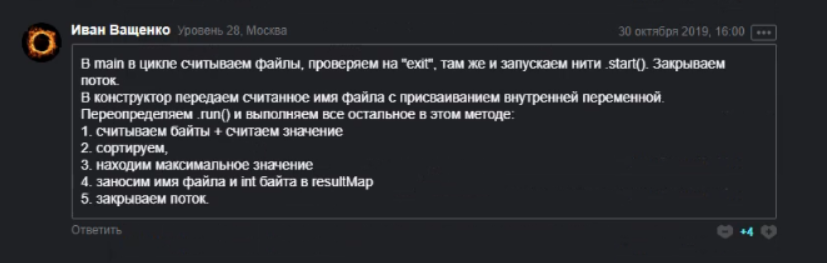 Иван Ващенко Уровень 28, Москва 30 октября 2019, 16:00
В main в цикле считываем файлы, проверяем на "exit", там же и запускаем нити .start(). Закрываем
поток.
В конструктор передаем считанное имя файла с присваиванием внутренней переменной.
Переопределяем .run() и выполняем все остальное в этом методе:
1. считываем байты + считаем значение
2. сортируем,
3. находим максимальное значение
4. заносим имя файла и int байта в resultMap
5. закрываем поток.
Ответить +4